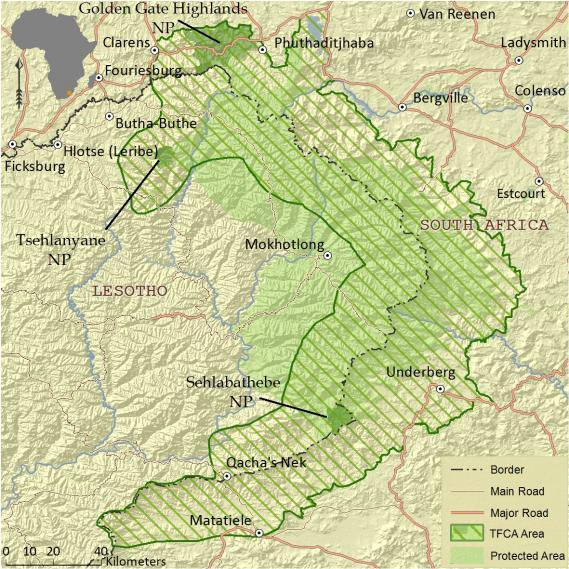 Golden Gate Highlands
NP
Van Reenen
Clarens
Phuthaditjhaba
Ladysmith
Fouriesburg
Bergville
Colenso
Butha-Buthe
Hlotse (Leribe)
Ficksburg
Estcourt
SOUTH AFRICA
Tsehlanyane
NP
Mokhotlong
LESOTHO
Underberg
Sehlabathebe
NP
Qacha's-Nek
Matatiele
Border
Main Road
Major Road
TFCA Area
Protected Area
0 10 20 40
Kilometers